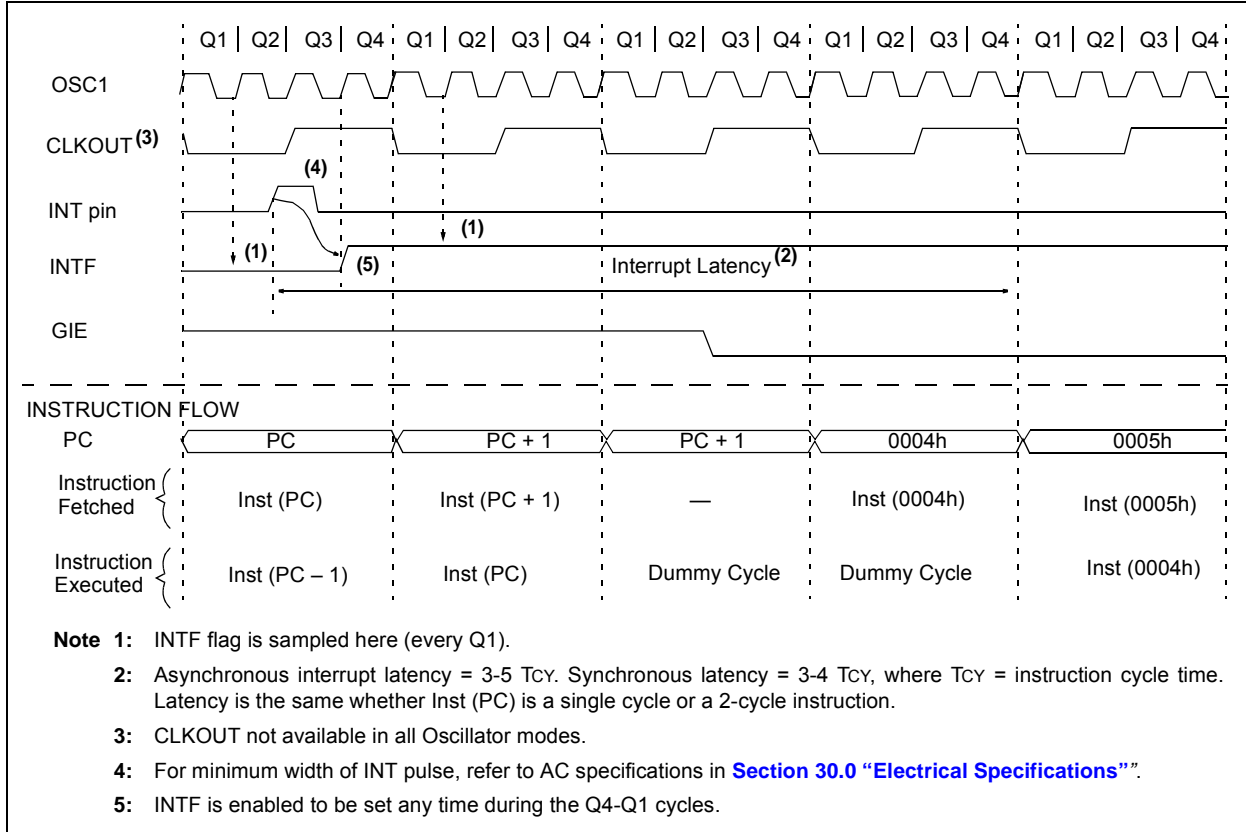 Q1 Q2 Q3 Q4 Q1 Q2 Q3 Q4 Q1 Q2 Q3 Q4 Q1 Q2 Q3 Q4 Q1 Q2 Q3 Q4
OSC1
CLKOUT (3)
(4)
INT pin
(1)
(1)
INTF
(5)
Interrupt Latency (2)
GIE
INSTRUCTION FLOW
PC PC PC + 1 PC + 1 0004h 0005h
Instruction
Fetched
Inst (PC) Inst (PC + 1) — Inst (0004h) Inst (0005h)
Instruction
Executed
Inst (PC – 1) Inst (PC) Dummy Cycle Dummy Cycle Inst (0004h)
Note 1: INTF flag is sampled here (every Q1).
2: Asynchronous interrupt latency = 3-5 TCY. Synchronous latency = 3-4 TCY, where TCY = instruction cycle time.
Latency is the same whether Inst (PC) is a single cycle or a 2-cycle instruction.
3: CLKOUT not available in all Oscillator modes.
4: For minimum width of INT pulse, refer to AC specifications in Section 30.0 “Electrical Specifications””.
5: INTF is enabled to be set any time during the Q4-Q1 cycles.